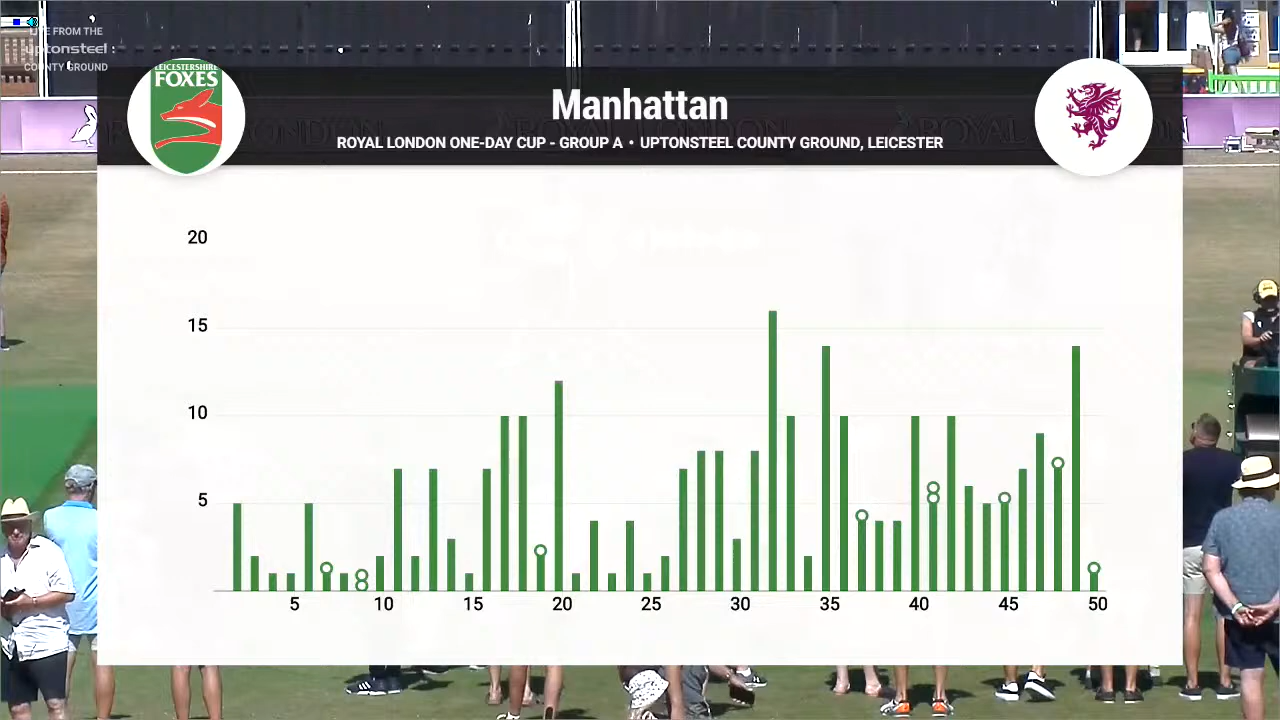 LIVE FROM THE
uptonsteel
COUNTY GROUND
LEICESTERSHIRE
FOXES
Manhattan
ROYAL LONDON ONE-DAY CUP - GROUP A • UPTONSTEEL COUNTY GROUND, LEICESTER
20
15
10
5
5 10 15 20 25 30 35 40 45 50